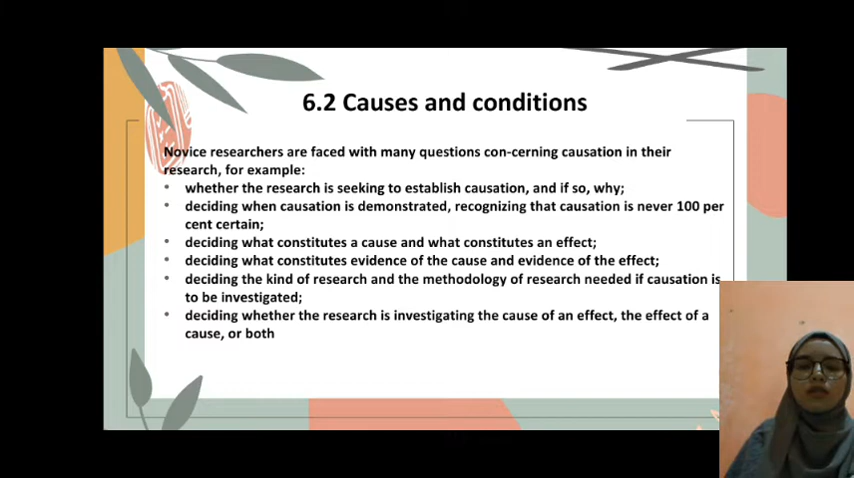 6.2 Causes and conditions
Novice researchers are faced with many questions con-cerning causation in their
research, for example:
• whether the research is seeking to establish causation, and if so, why;
• deciding when causation is demonstrated, recognizing that causation is never 100 per
cent certain;
• deciding what constitutes a cause and what constitutes an effect;
• deciding what constitutes evidence of the cause and evidence of the effect;
• deciding the kind of research and the methodology of research needed if causation is
to be investigated;
• deciding whether the research is investigating the cause of an effect, the effect of a
cause, or both